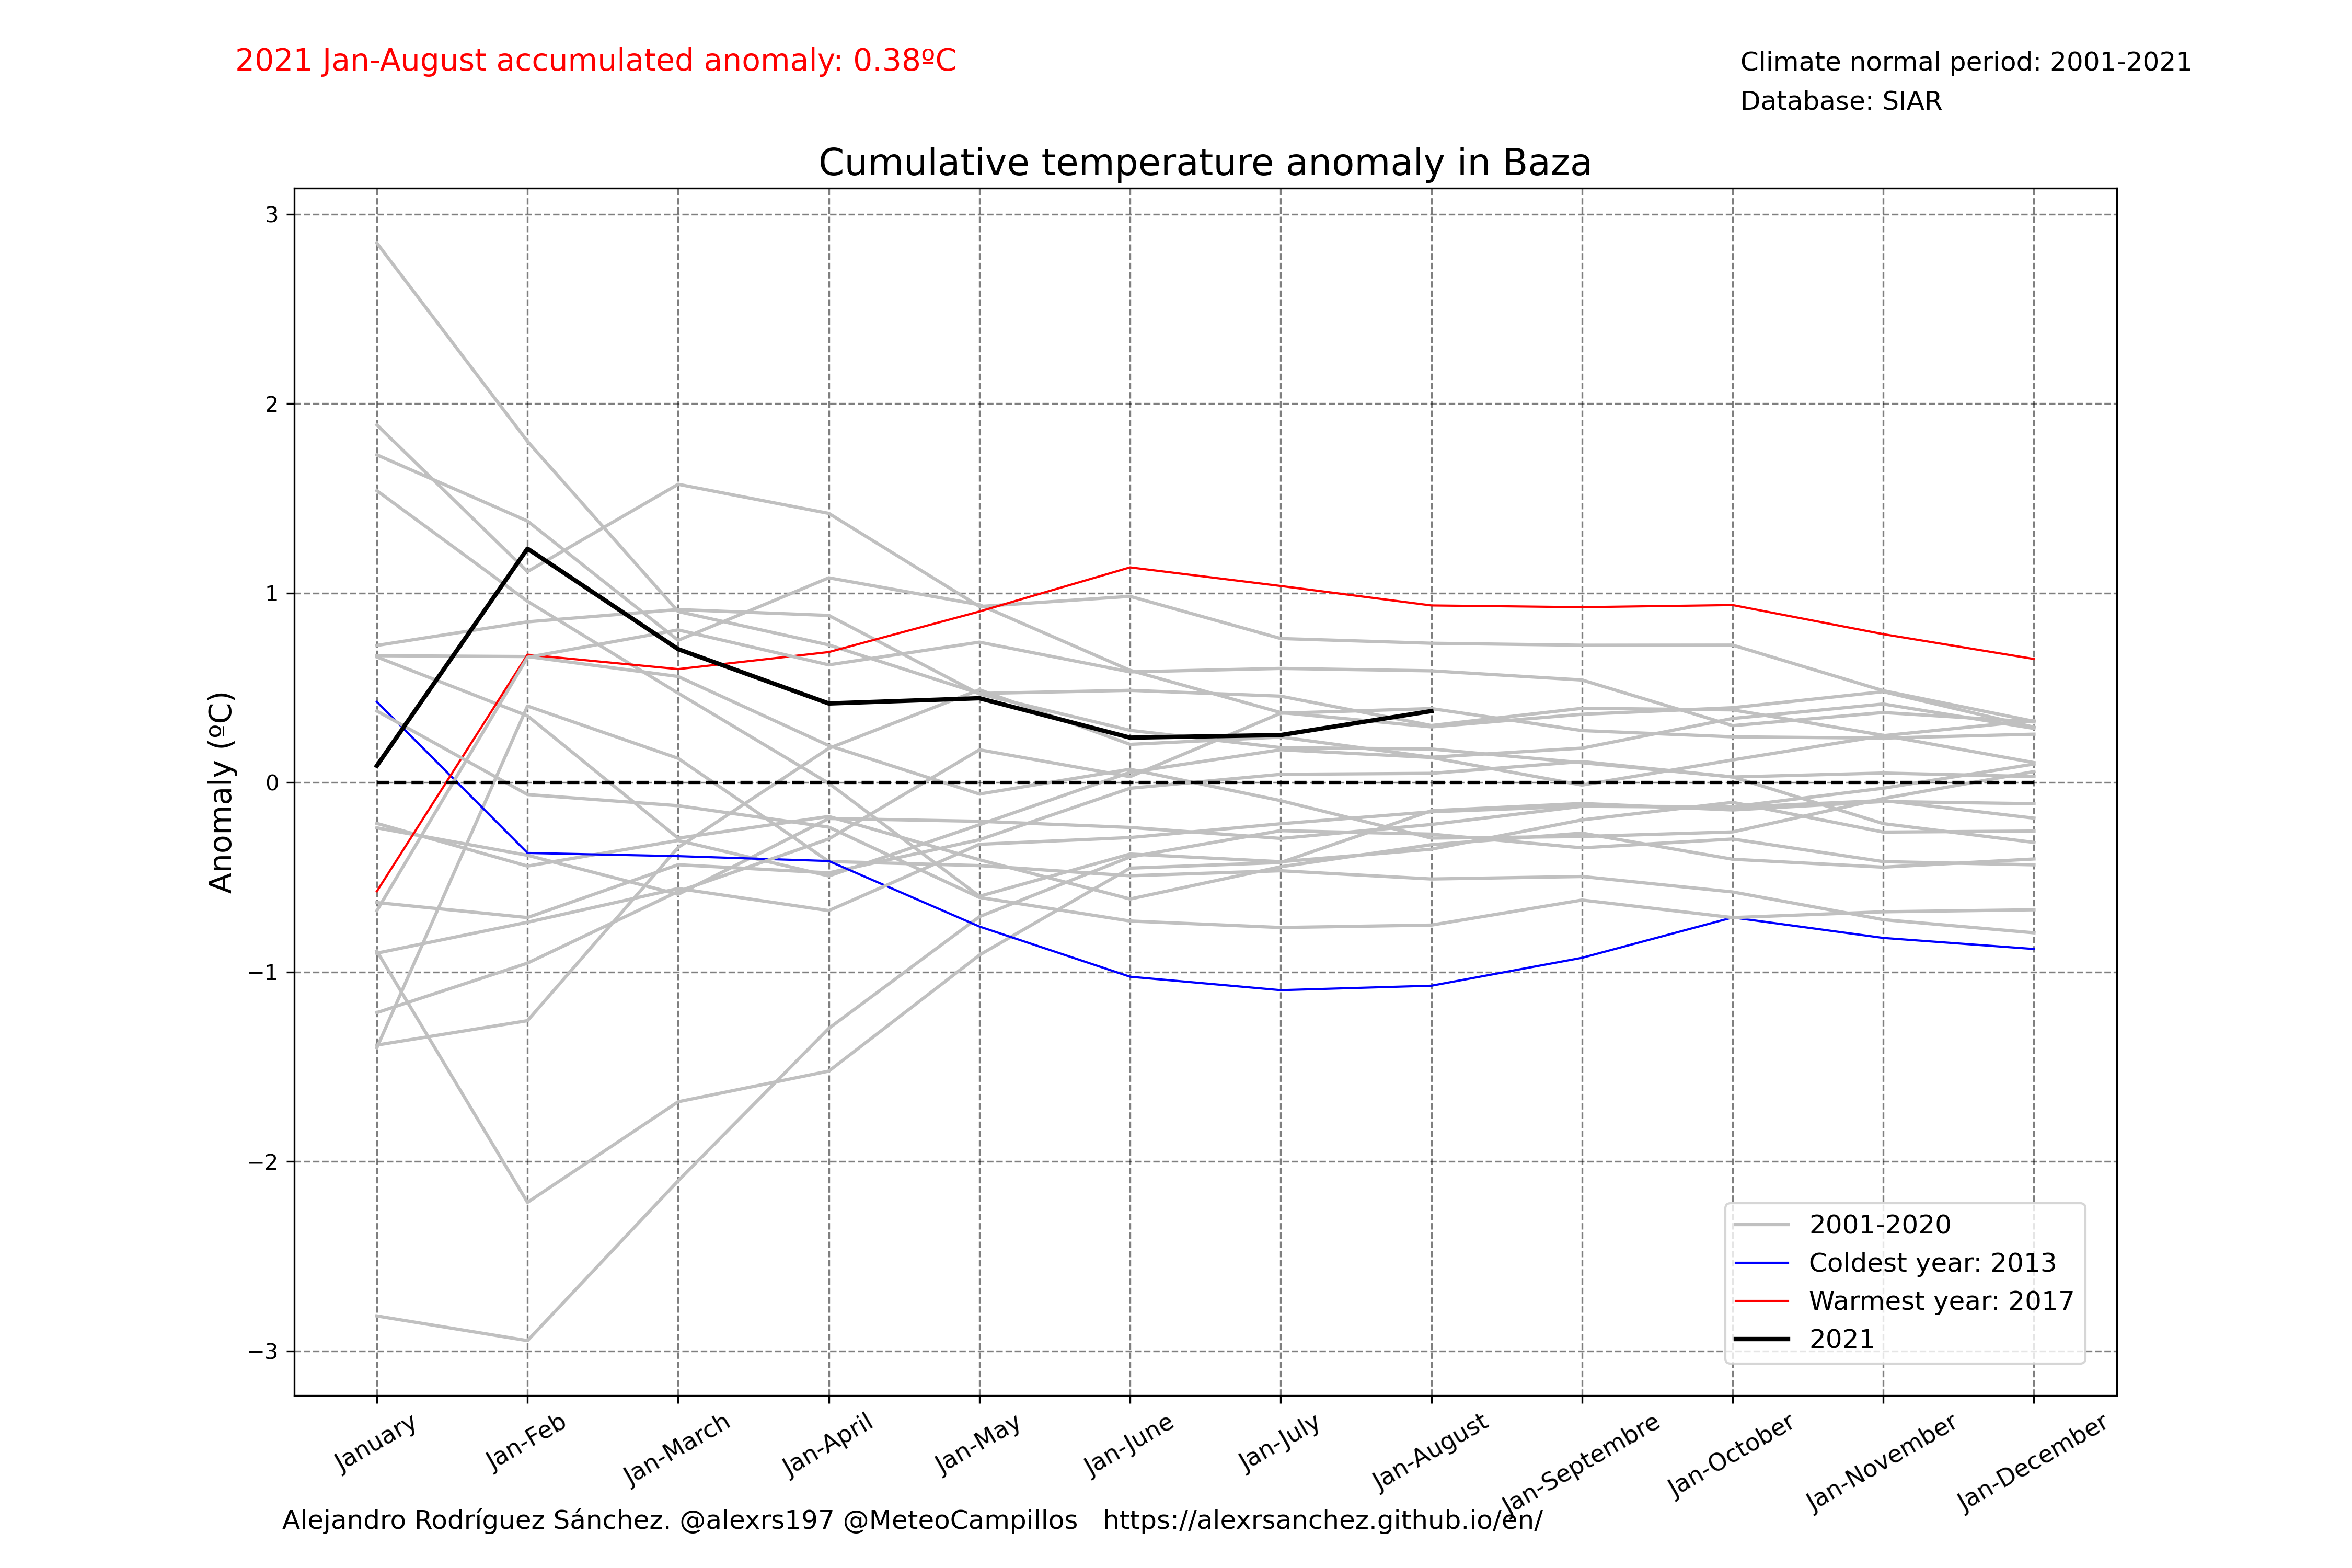 2021 Jan-August accumulated anomaly: 0.38ºC
Climate normal period: 2001-2021
Database: SIAR
Cumulative temperature anomaly in Baza
Anomaly (ºC)
3
2
1
0
−1
−2
−3
2001-2020
Coldest year: 2013
Warmest year: 2017
2021
January
Jan-Feb
Jan-March
Jan-April
Jan-May
Jan-June
Jan-July
Jan-August
Jan-Septembre
Jan-October
Jan-November
Jan-December
Alejandro Rodríguez Sánchez. @alexrs197 @MeteoCampillos   https://alexrsanchez.github.io/en/